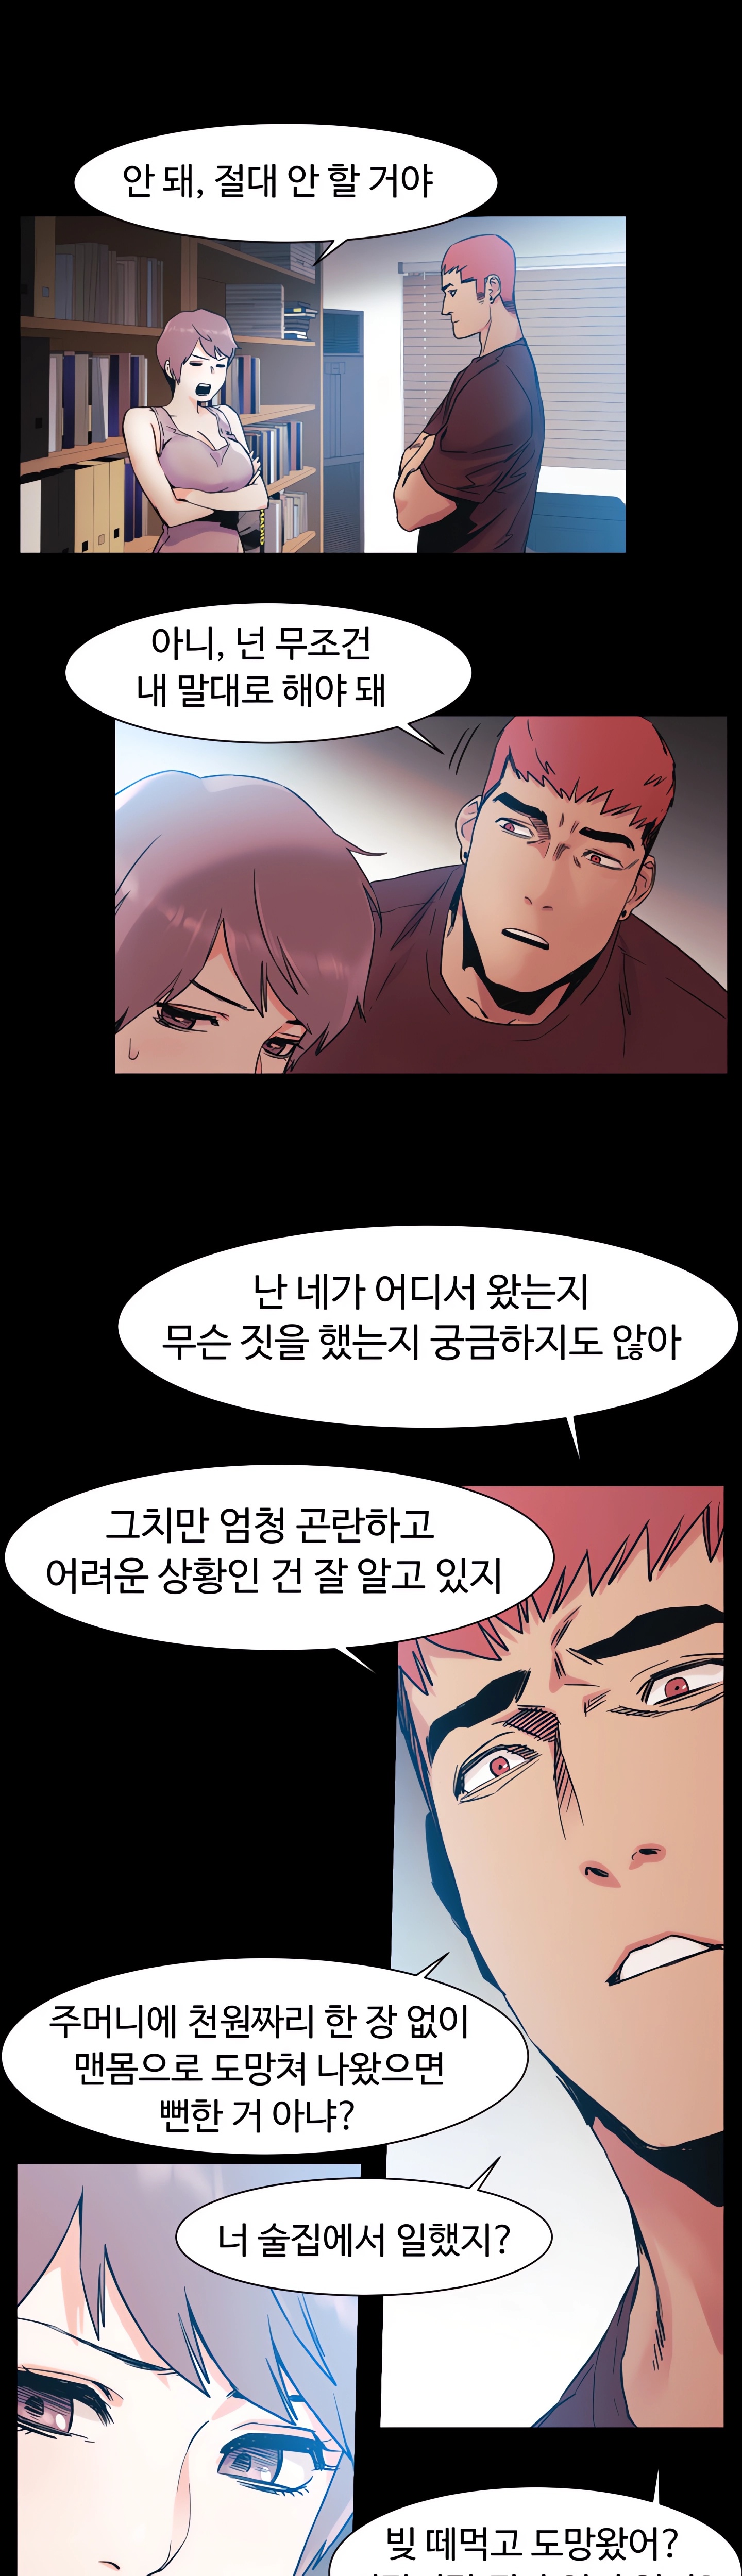 안 돼, 절대 안 할 거야
아니, 넌 무조건
내 말대로 해야 돼
난 네가 어디서 왔는지
무슨 짓을 했는지 궁금하지도 않아
그치만 엄청 곤란하고
어려운 상황인 건 잘 알고 있지
주머니에 천원짜리 한 장 없이
맨몸으로 도망쳐 나왔으면
뻔한 거 아냐?
너 술집에서 일했지?
빚 떼먹고 도망왔어?